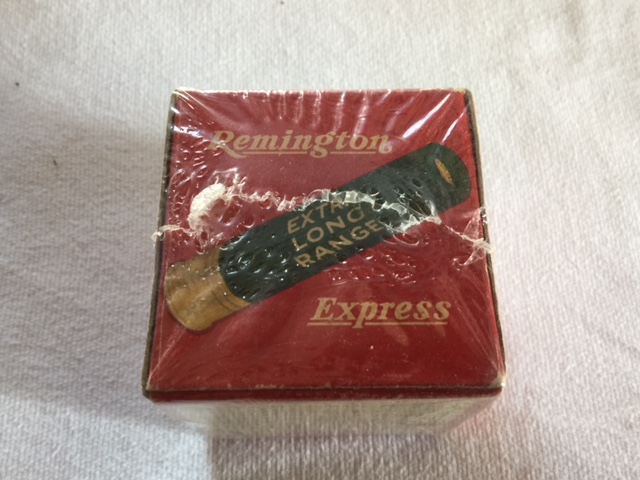 Remington
EXTRA
LONG
RANGE
Express